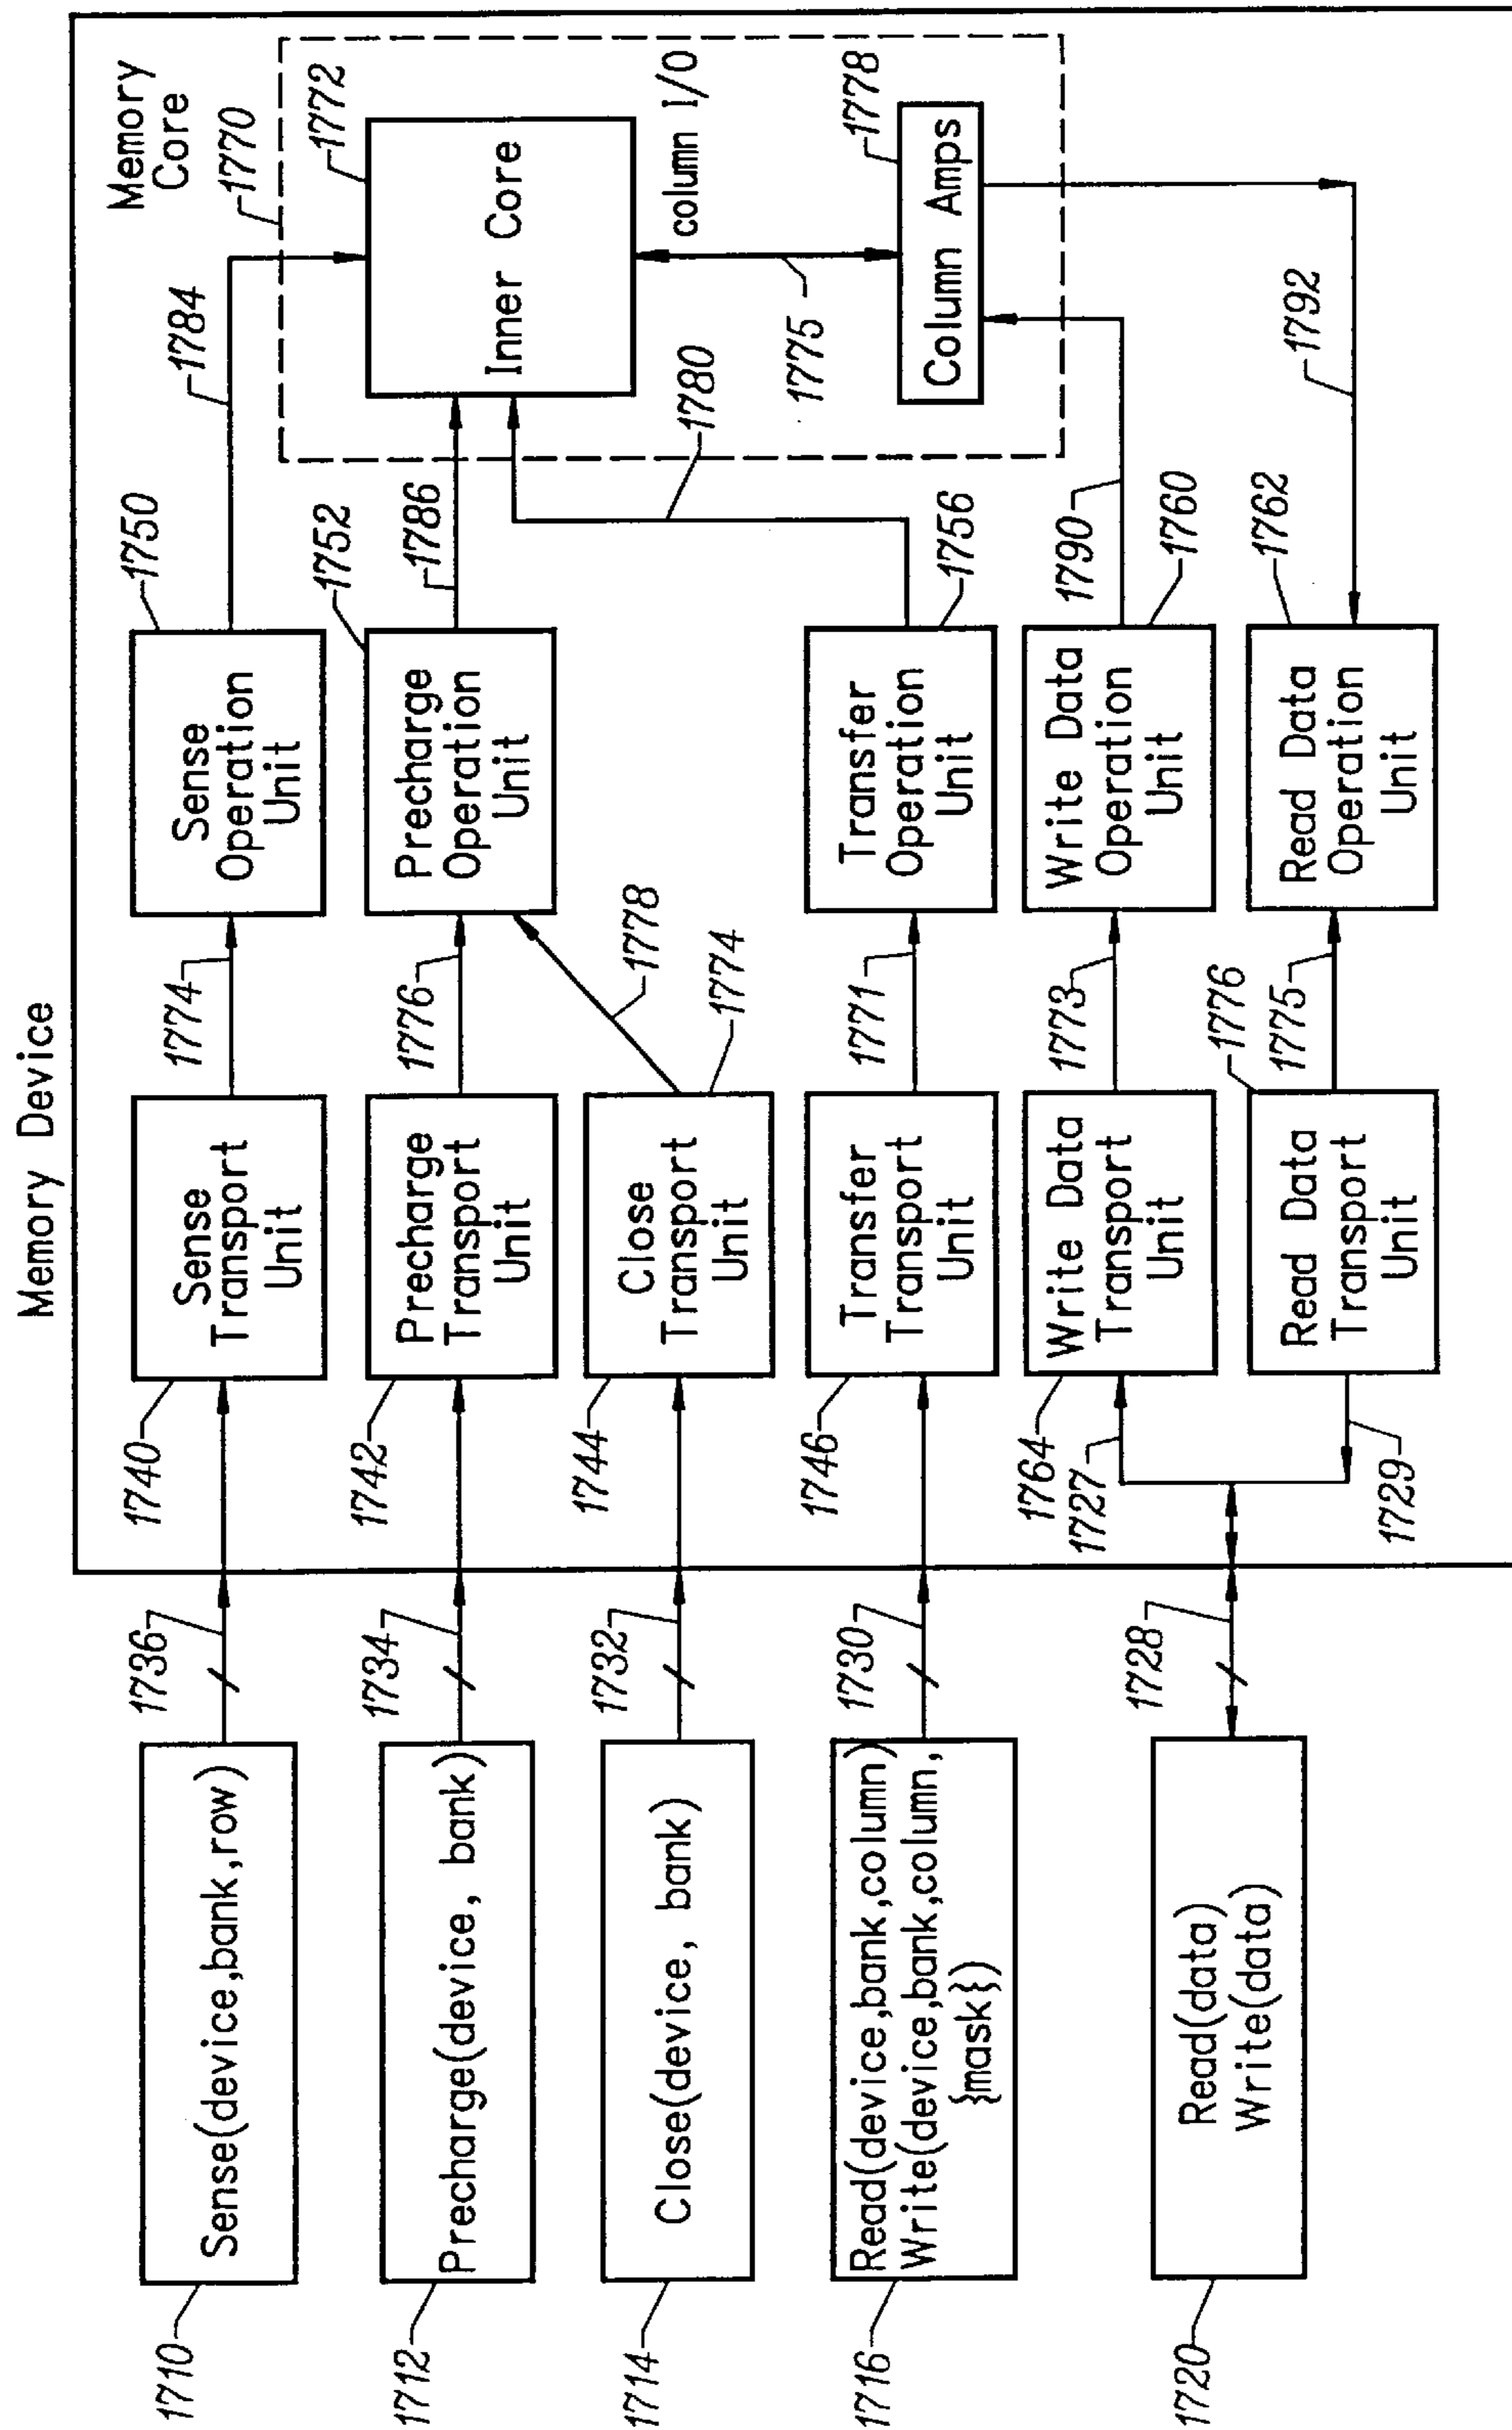 Memory Device
1710
Sense(device,bank,row)
1736
1740
Sense
Transport
Unit
1774
Sense
Operation
Unit
1750
1784
Memory
Core
1770
1712
Precharge(device, bank)
1734
1742
Precharge
Transport
Unit
1776
Precharge
Operation
Unit
1752
1786
Inner Core
1772
1714
Close(device, bank)
1732
1744
Close
Transport
Unit
1774
1778
1780
1775
column I/O
1716
Read(device,bank,column)
Write(device,bank,column,
{mask})
1730
1746
Transfer
Transport
Unit
1771
Transfer
Operation
Unit
1756
Column Amps
1778
1764
1727
Write Data
Transport
Unit
1773
Write Data
Operation
Unit
1760
1790
1720
Read(data)
Write(data)
1728
1729
Read Data
Transport
Unit
1776
1775
Read Data
Operation
Unit
1762
1792